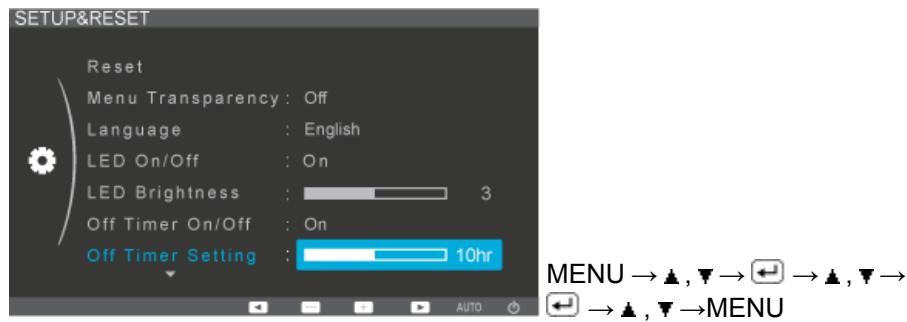 SETUP&RESET
Reset
Menu Transparency : Off
Language : English
LED On/Off : On
LED Brightness : 3
Off Timer On/Off : On
Off Timer Setting : 10hr
AUTO
MENU → ▲ , ▼ → ↵ → ▲ , ▼ →
↵ → ▲ , ▼ →MENU